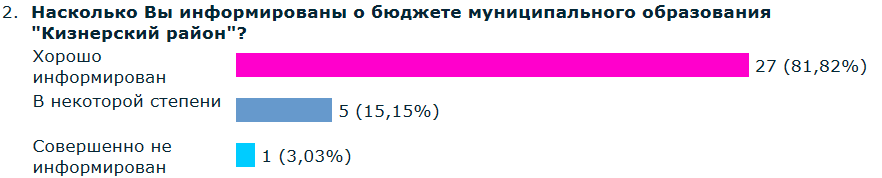 2. Насколько Вы информированы о бюджете муниципального образования
"Кизнерский район"?
Хорошо
информирован
27 (81,82%)
В некоторой степени
5 (15,15%)
Совершенно не
информирован
1 (3,03%)